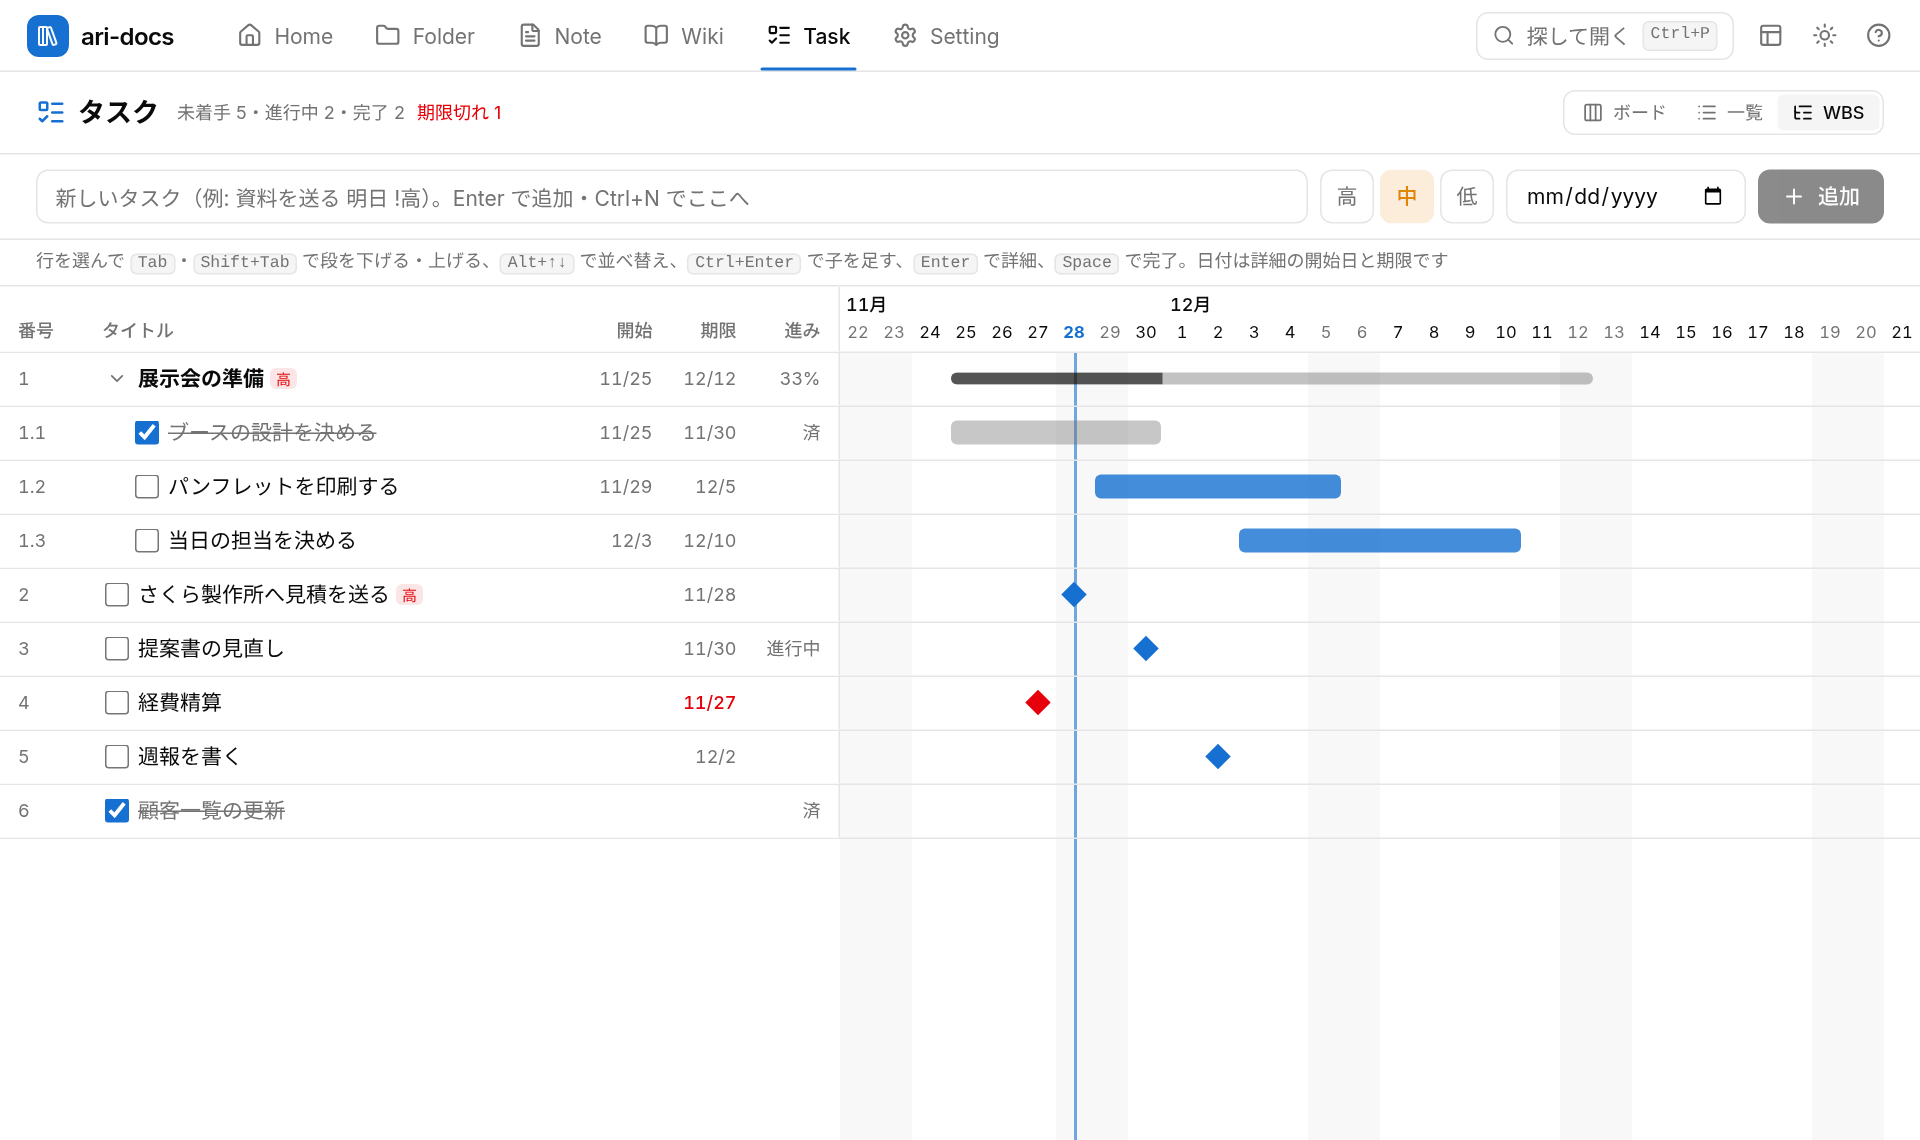 ari-docs Home Folder Note Wiki Task Setting 探して開く Ctrl+P
タスク 未着手 5・進行中 2・完了 2 期限切れ 1 ボード 一覧 WBS
新しいタスク（例: 資料を送る 明日 !高）。Enter で追加・Ctrl+N でここへ 高 中 低 mm/dd/yyyy 追加
行を選んで Tab・Shift+Tab で段を下げる・上げる、Alt+↑↓ で並べ替え、Ctrl+Enter で子を足す、Enter で詳細、Space で完了。日付は詳細の開始日と期限です
11月 12月
番号 タイトル 開始 期限 進み 22 23 24 25 26 27 28 29 30 1 2 3 4 5 6 7 8 9 10 11 12 13 14 15 16 17 18 19 20 21
1 展示会の準備 高 11/25 12/12 33%
1.1 ブースの設計を決める 11/25 11/30 済
1.2 パンフレットを印刷する 11/29 12/5
1.3 当日の担当を決める 12/3 12/10
2 さくら製作所へ見積を送る 高 11/28
3 提案書の見直し 11/30 進行中
4 経費精算 11/27
5 週報を書く 12/2
6 顧客一覧の更新 済